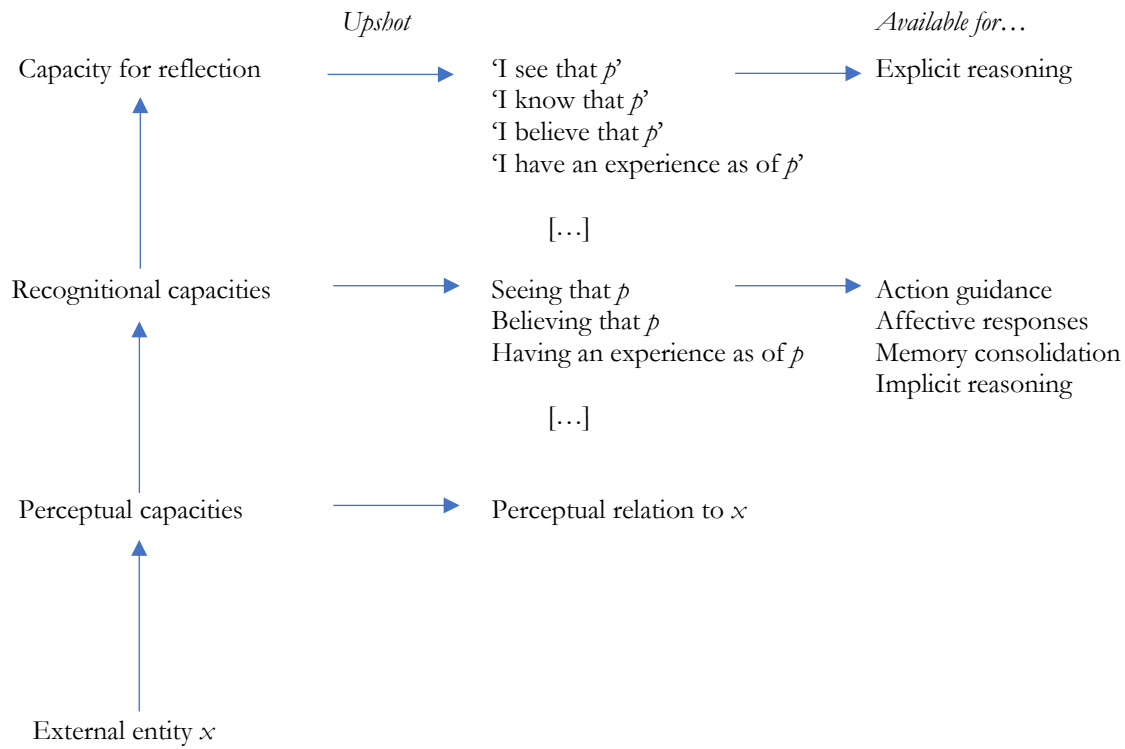 Upshot
Available for…
Capacity for reflection
‘I see that p’
Explicit reasoning
‘I know that p’
‘I believe that p’
‘I have an experience as of p’
[…]
Recognitional capacities
Seeing that p
Action guidance
Believing that p
Affective responses
Having an experience as of p
Memory consolidation
Implicit reasoning
[…]
Perceptual capacities
Perceptual relation to x
External entity x